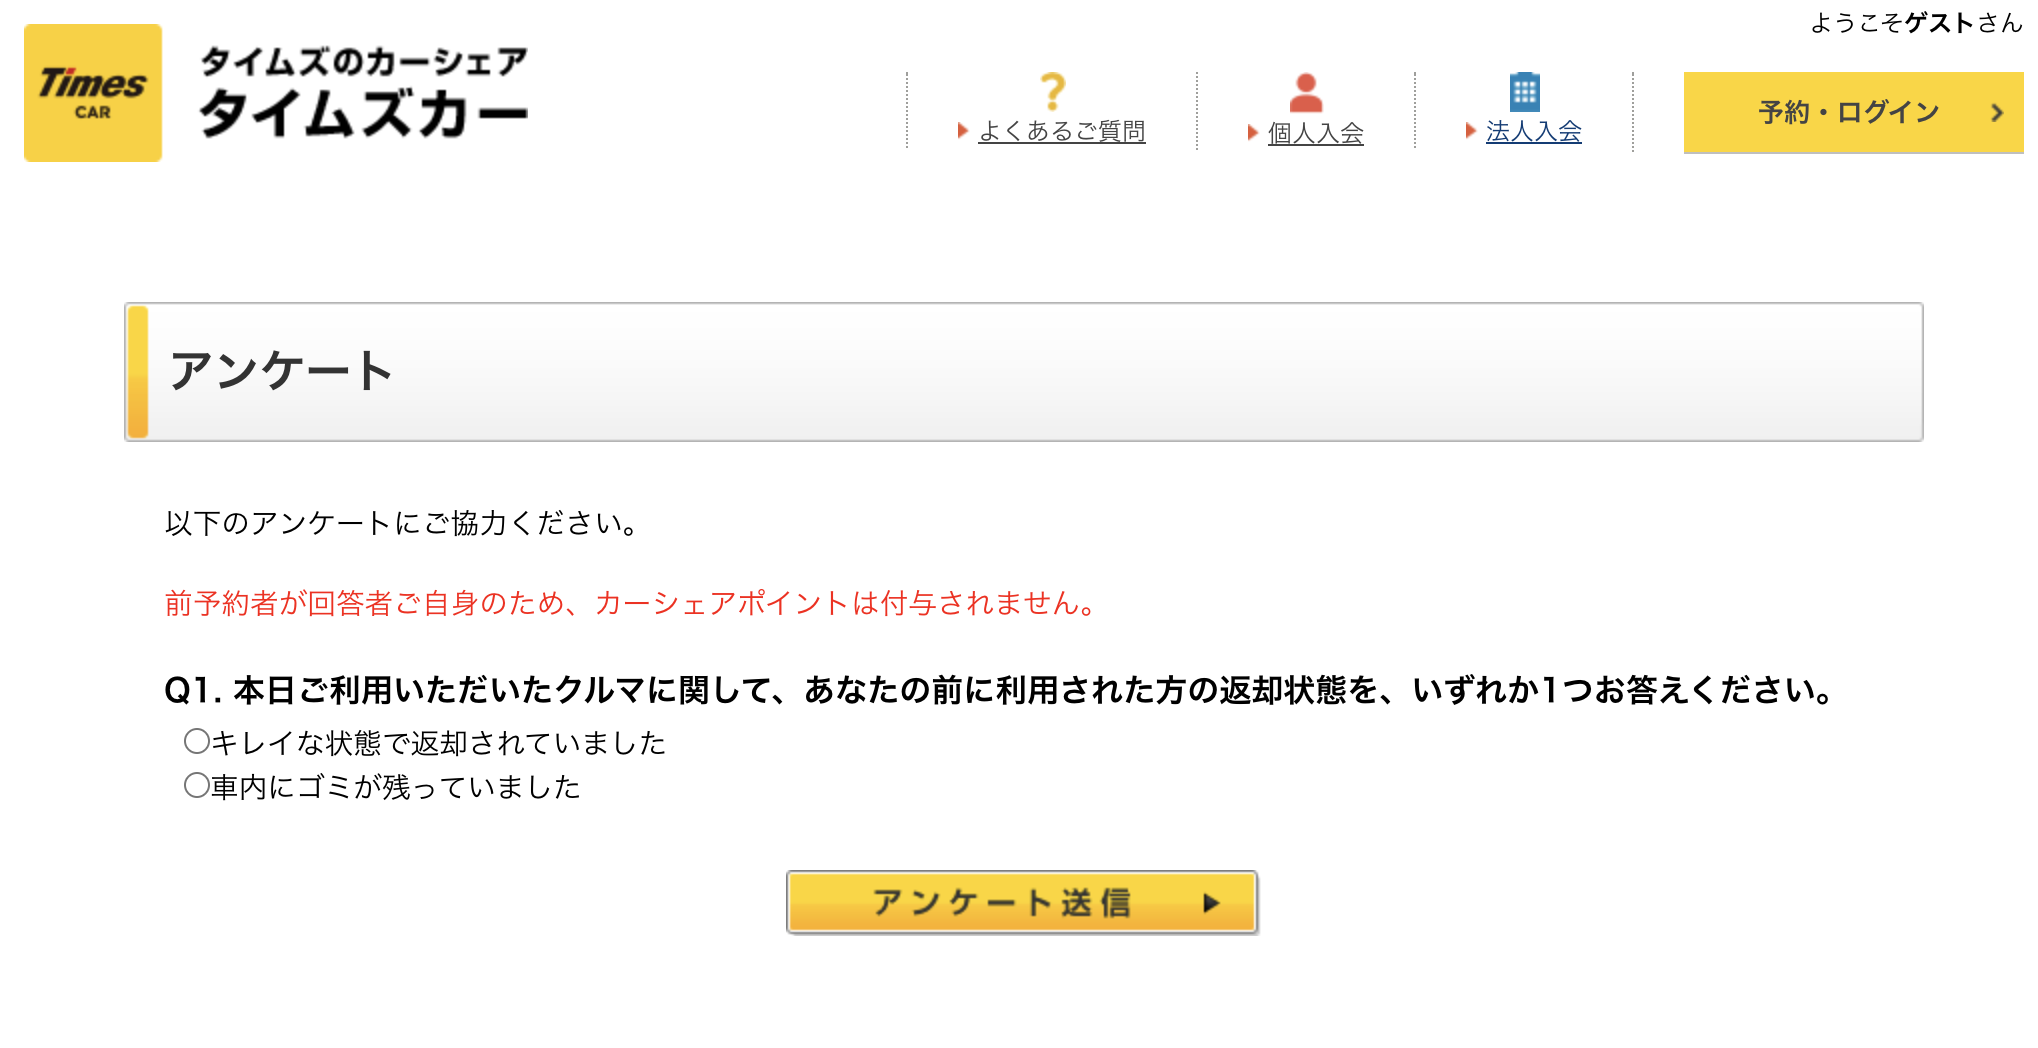 ようこそゲストさん
Times
CAR
タイムズのカーシェア
タイムズカー
よくあるご質問
個人入会
法人入会
予約・ログイン
アンケート
以下のアンケートにご協力ください。
前予約者が回答者ご自身のため、カーシェアポイントは付与されません。
Q1. 本日ご利用いただいたクルマに関して、あなたの前に利用された方の返却状態を、いずれか1つお答えください。
キレイな状態で返却されていました
車内にゴミが残っていました
アンケート送信